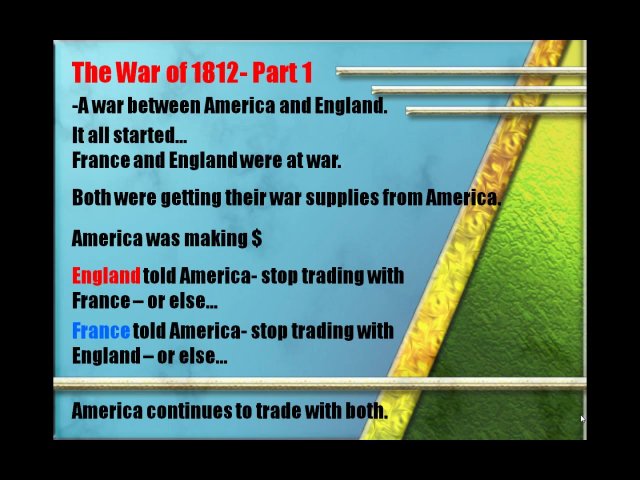 The War of 1812- Part 1
-A war between America and England.
It all started...
France and England were at war.
Both were getting their war supplies from America.
America was making $
England told America- stop trading with
France – or else...
France told America- stop trading with
England – or else...
America continues to trade with both.